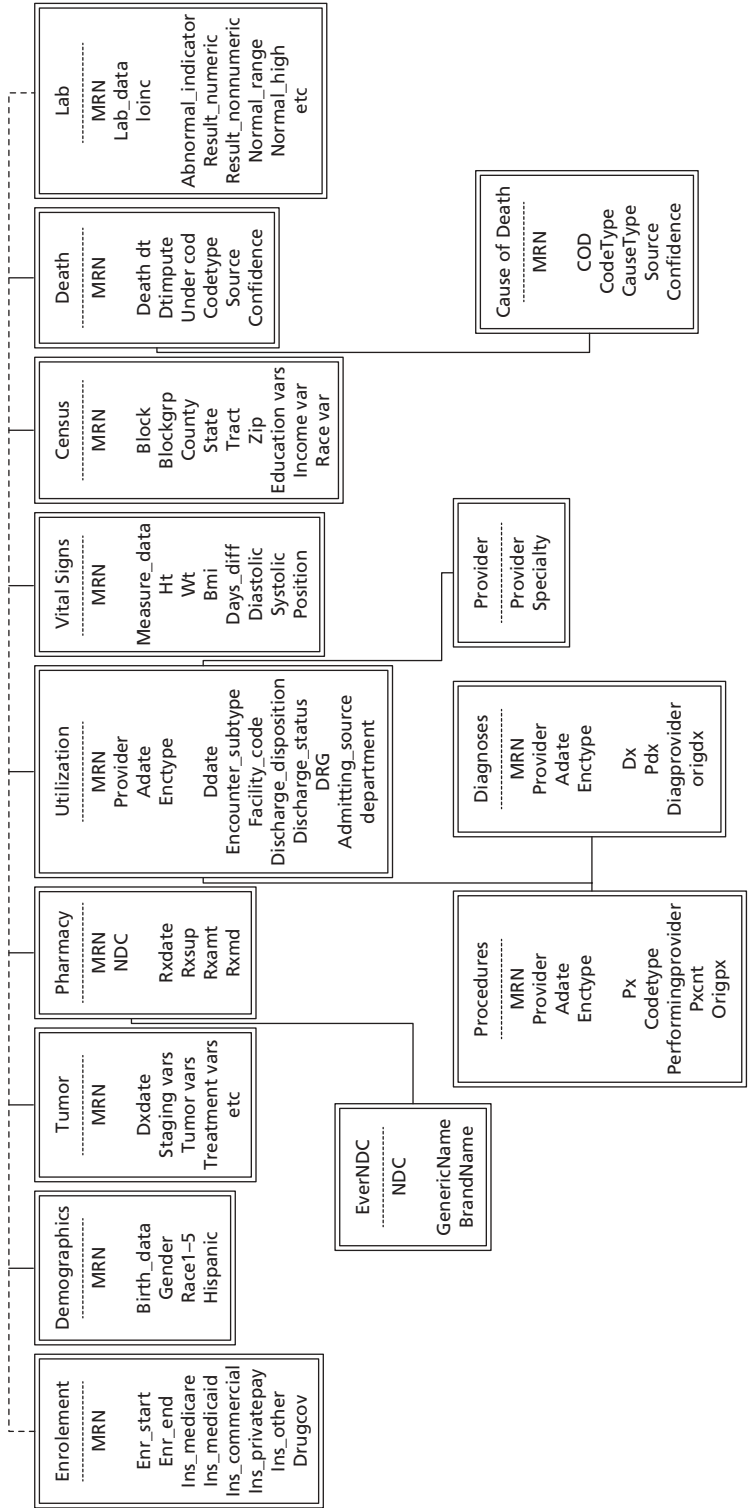 Enrolement
MRN
Enr_start
Enr_end
Ins_medicare
Ins_medicaid
Ins_commercial
Ins_privatepay
Ins_other
Drugcov
Demographics
MRN
Birth_data
Gender
Race1–5
Hispanic
Tumor
MRN
Dxdate
Staging vars
Tumor vars
Treatment vars
etc
Pharmacy
MRN
NDC
Rxdate
Rxsup
Rxamt
Rxmd
Utilization
MRN
Provider
Adate
Enctype
Ddate
Encounter_subtype
Facility_code
Discharge_disposition
Discharge_status
DRG
Admitting_source
department
Vital Signs
MRN
Measure_data
Ht
Wt
Bmi
Days_diff
Diastolic
Systolic
Position
Census
MRN
Block
Blockgrp
County
State
Tract
Zip
Education vars
Income var
Race var
Death
MRN
Death dt
Dtimpute
Under cod
Codetype
Source
Confidence
Lab
MRN
Lab_data
loinc
Abnormal_indicator
Result_numeric
Result_nonnumeric
Normal_range
Normal_high
etc
EverNDC
NDC
GenericName
BrandName
Procedures
MRN
Provider
Adate
Enctype
Px
Codetype
Performingprovider
Pxcnt
Origpx
Diagnoses
MRN
Provider
Adate
Enctype
Dx
Pdx
Diagprovider
origdx
Provider
Provider
Specialty
Cause of Death
MRN
COD
CodeType
CauseType
Source
Confidence